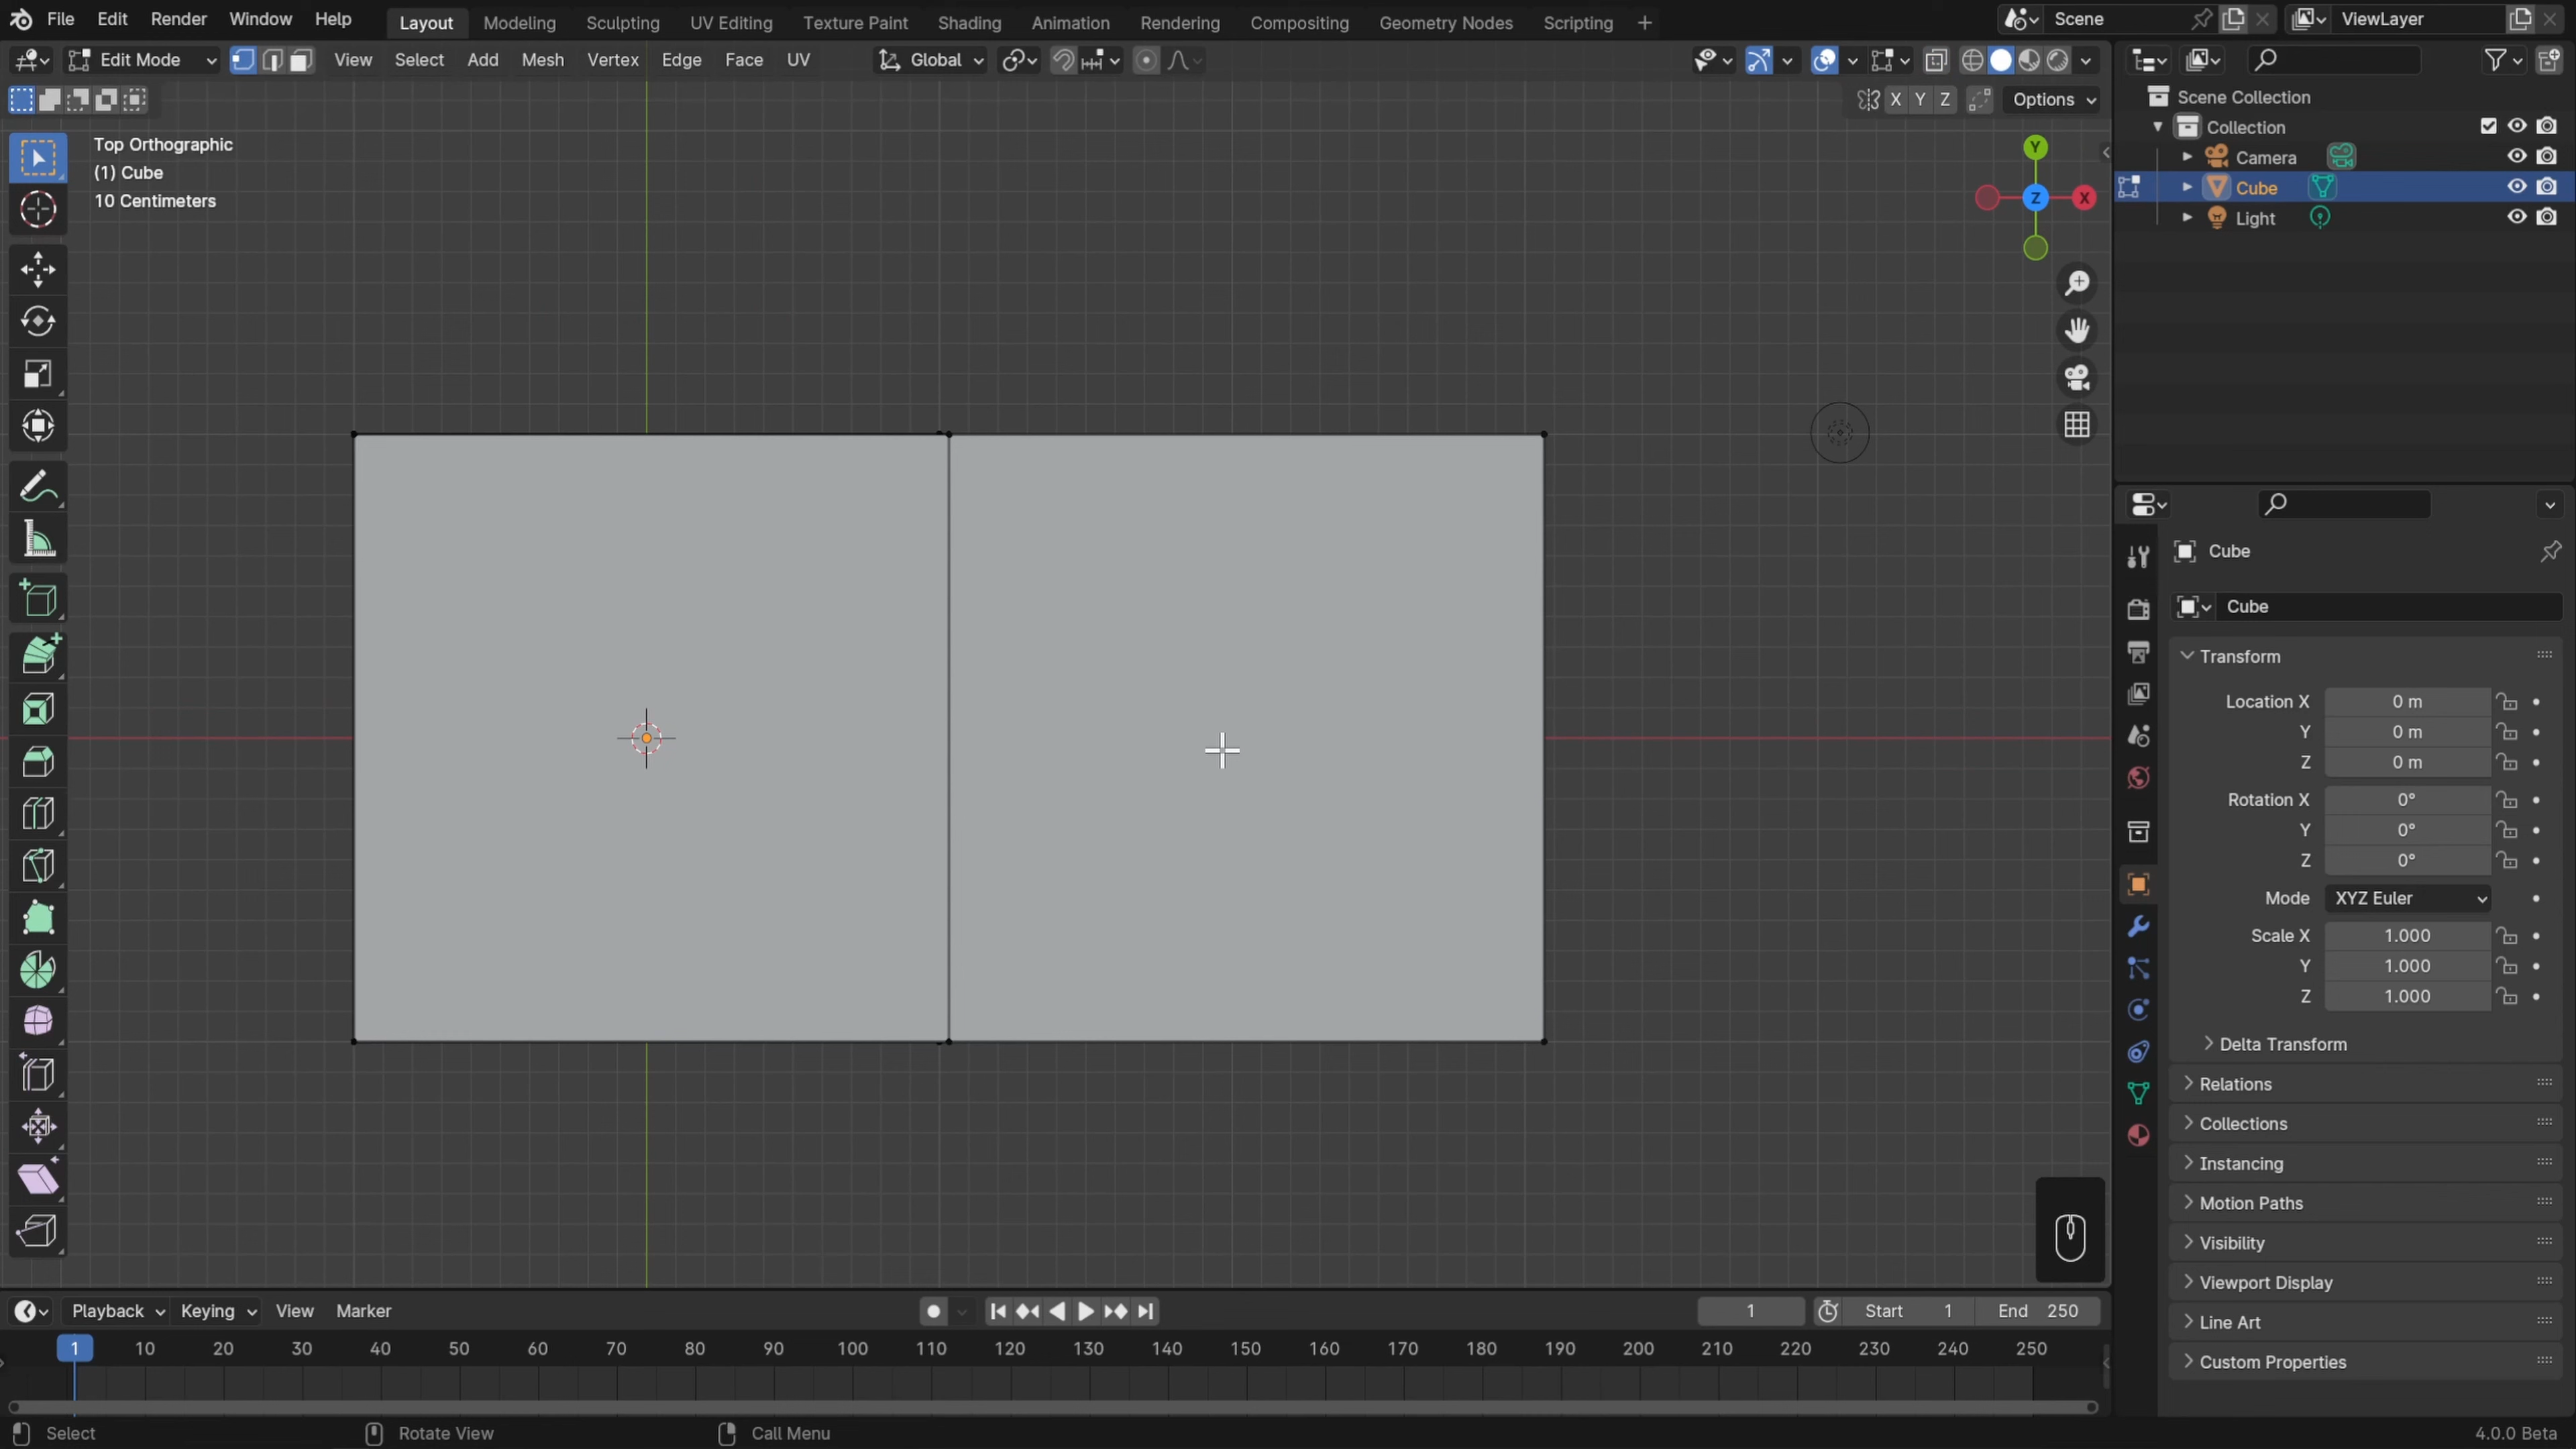 File Edit Render Window Help Layout Modeling Sculpting UV Editing Texture Paint Shading Animation Rendering Compositing Geometry Nodes Scripting + Scene ViewLayer
Edit Mode View Select Add Mesh Vertex Edge Face UV Global
X Y Z Options
Top Orthographic
(1) Cube
10 Centimeters
Y
Z X
Scene Collection
Collection
Camera
Cube
Light
Cube
Cube
Transform
Location X 0 m
Y 0 m
Z 0 m
Rotation X 0°
Y 0°
Z 0°
Mode XYZ Euler
Scale X 1.000
Y 1.000
Z 1.000
Delta Transform
Relations
Collections
Instancing
Motion Paths
Visibility
Viewport Display
Line Art
Custom Properties
Playback Keying View Marker 1 Start 1 End 250
1 10 20 30 40 50 60 70 80 90 100 110 120 130 140 150 160 170 180 190 200 210 220 230 240 250
Select Rotate View Call Menu 4.0.0 Beta